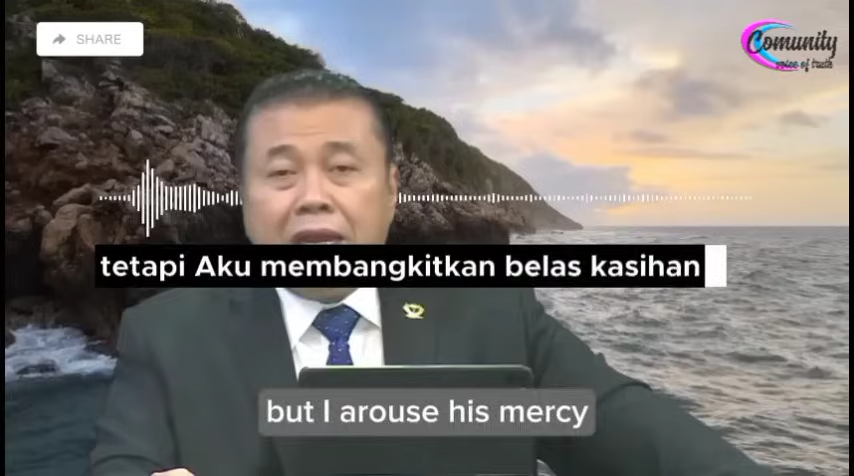 SHARE
Comunity
voice of truth
tetapi Aku membangkitkan belas kasihan
but I arouse his mercy